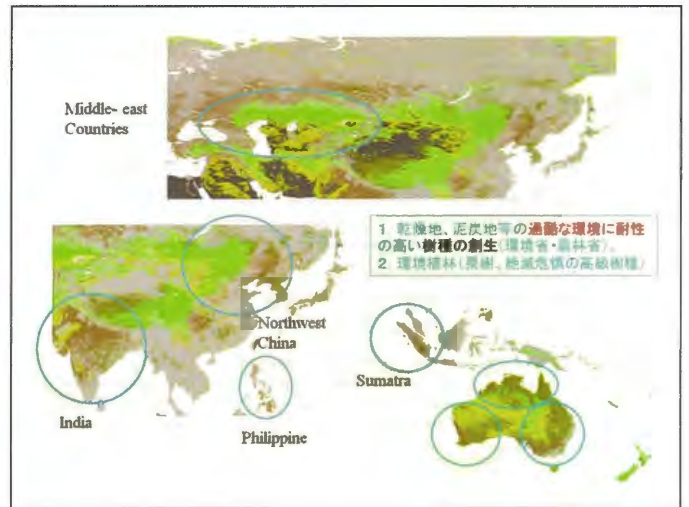 Middle- east
Countries
1 乾燥地、泥炭地等の過酷な環境に耐性
の高い樹種の創生(環境省・農林省)。
2 環境植林(果樹、絶滅危惧の高級樹種)
Northwest
China
Sumatra
India
Philippine